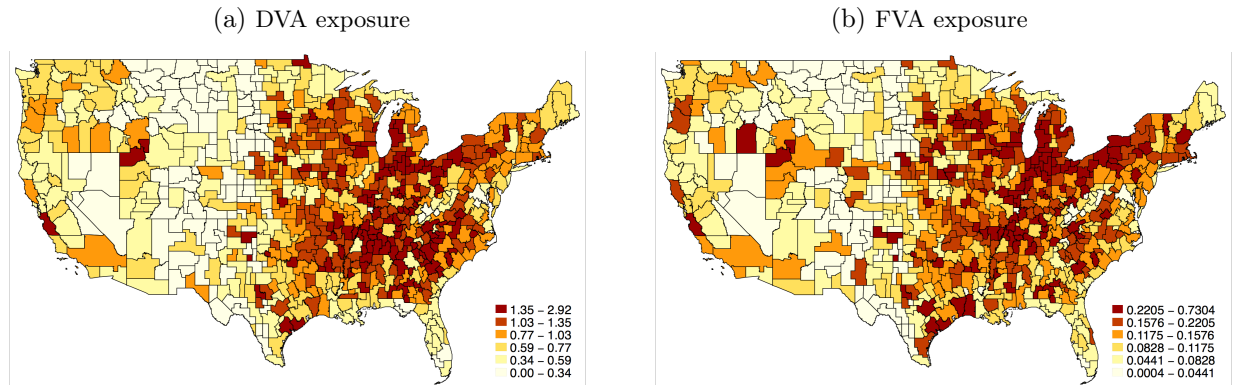 (a) DVA exposure
(b) FVA exposure
1.35 – 2.92
1.03 – 1.35
0.77 – 1.03
0.59 – 0.77
0.34 – 0.59
0.00 – 0.34
0.2205 – 0.7304
0.1576 – 0.2205
0.1175 – 0.1576
0.0828 – 0.1175
0.0441 – 0.0828
0.0004 – 0.0441